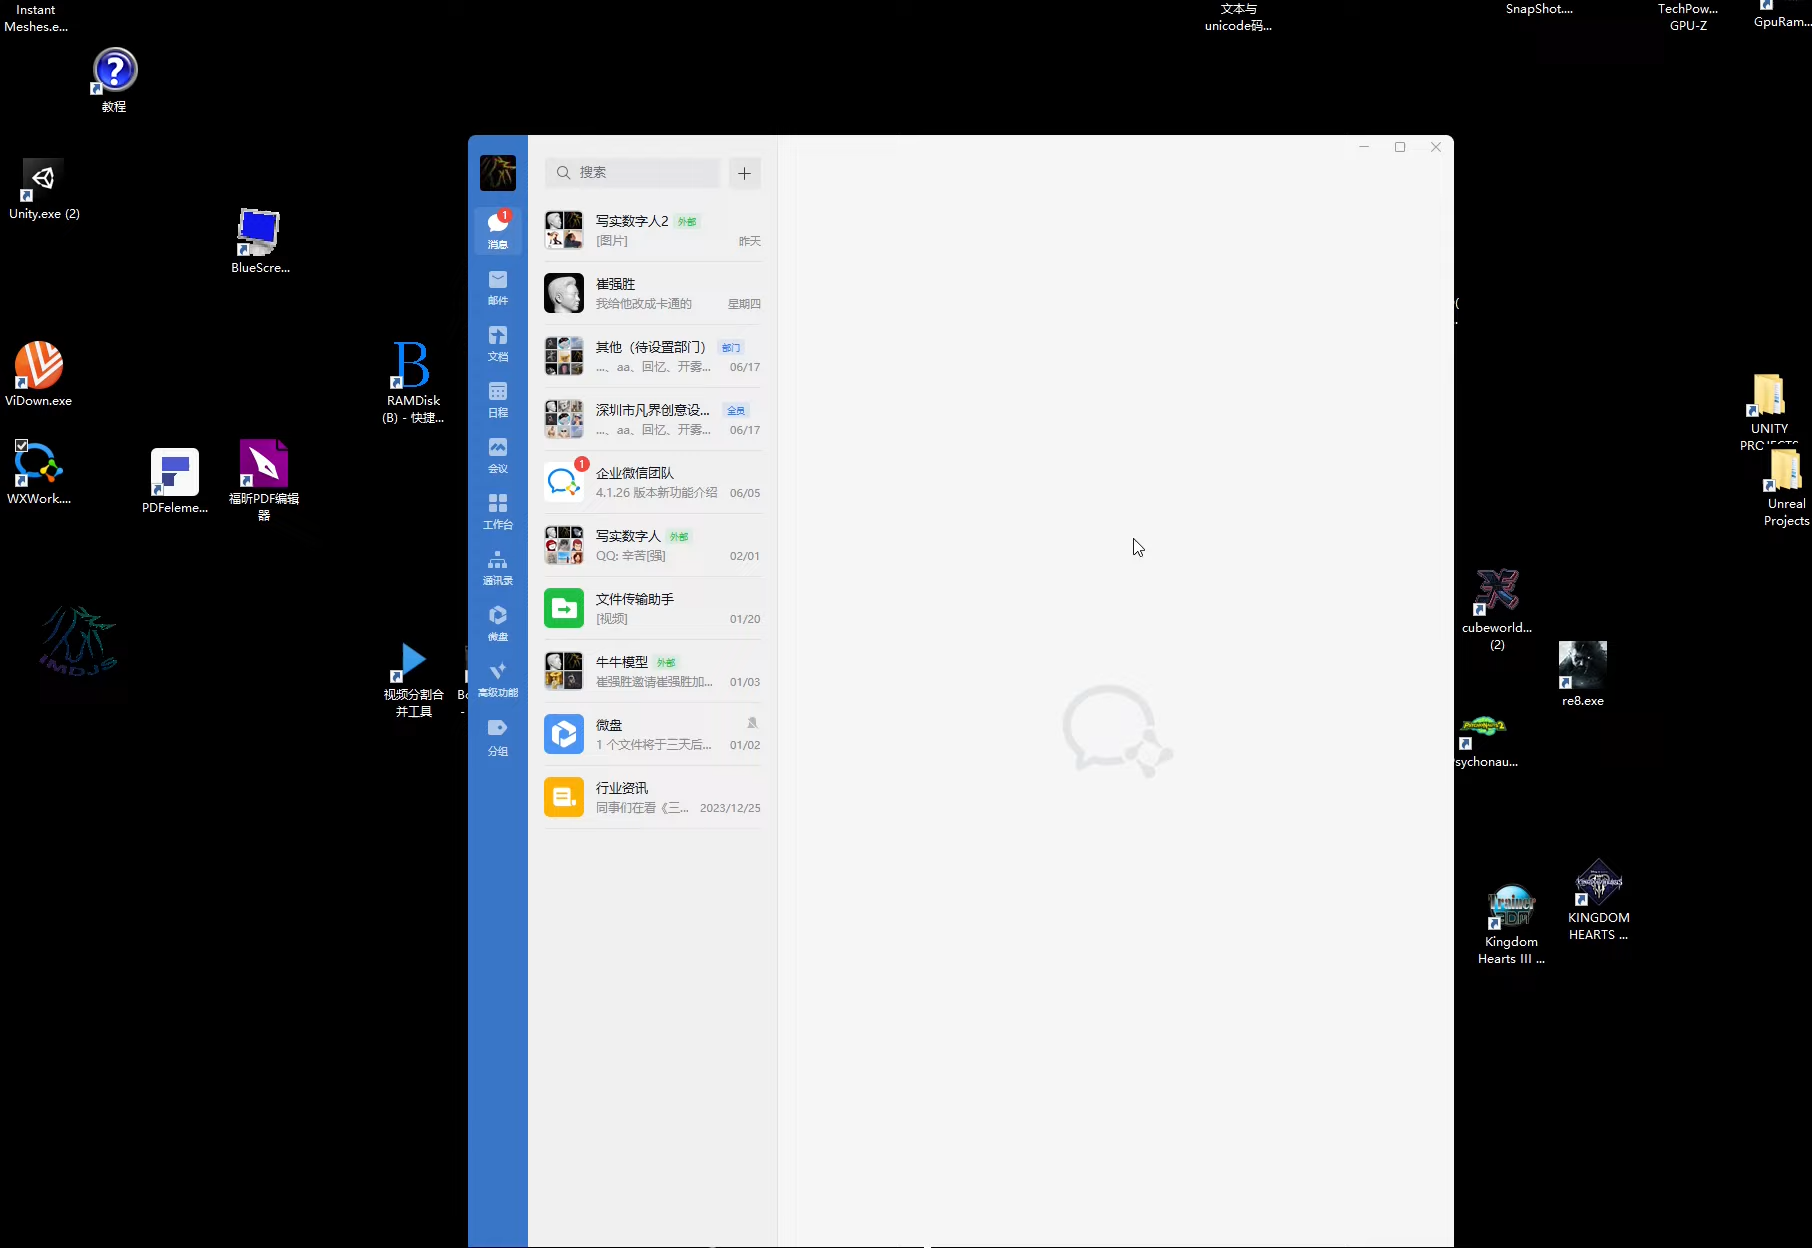 Instant
Meshes.e...
文本与
unicode码...
SnapShot....
TechPow...
GPU-Z
GpuRam...
教程
Unity.exe (2)
BlueScre...
ViDown.exe
RAMDisk
(B) - 快捷...
WXWork....
PDFeleme...
福昕PDF编辑
器
IMDJS
视频分割合
并工具
搜索
1
消息
邮件
文档
日程
会议
工作台
通讯录
微盘
高级功能
分组
写实数字人2 外部
[图片] 昨天
崔强胜
我给他改成卡通的 星期四
其他（待设置部门） 部门
...、aa、回忆、开雾... 06/17
深圳市凡界创意设... 全员
...、aa、回忆、开雾... 06/17
1
企业微信团队
4.1.26 版本新功能介绍 06/05
写实数字人 外部
QQ: 辛苦[强] 02/01
文件传输助手
[视频] 01/20
牛牛模型 外部
崔强胜邀请崔强胜加... 01/03
微盘
1 个文件将于三天后... 01/02
行业资讯
同事们在看《三... 2023/12/25
UNITY
PROJECTS
Unreal
Projects
cubeworld...
(2)
re8.exe
sychonau...
Trainer
Kingdom
Hearts III ...
KINGDOM
HEARTS ...